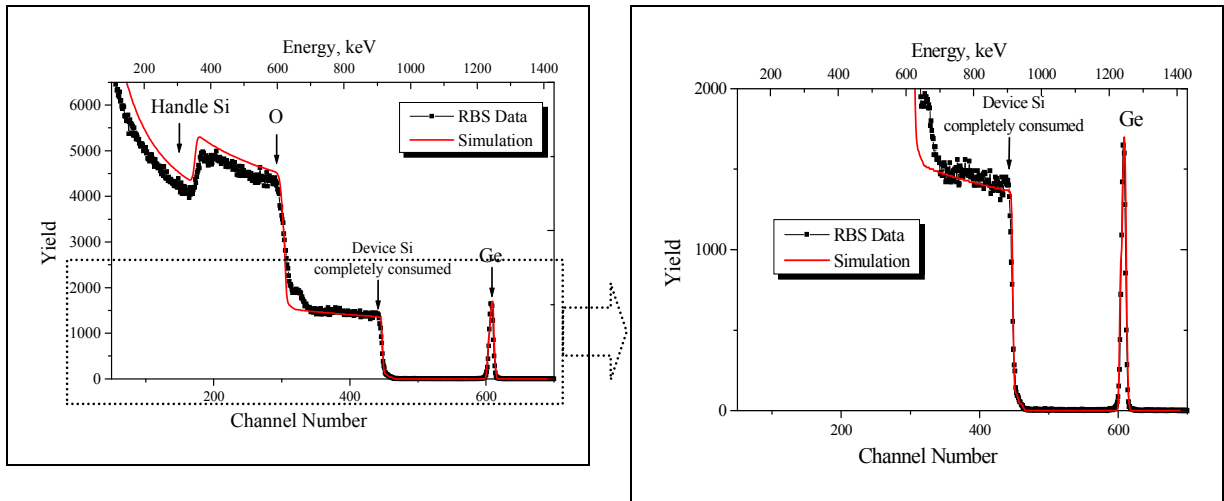 Energy, keV
200 400 600 800 1000 1200 1400
6000
5000
4000
3000
2000
1000
0
Yield
Handle Si
O
RBS Data
Simulation
Device Si
completely consumed
Ge
200 400 600
Channel Number
Energy, keV
200 400 600 800 1000 1200 1400
2000
1000
0
Yield
Device Si
completely consumed
Ge
RBS Data
Simulation
200 400 600
Channel Number